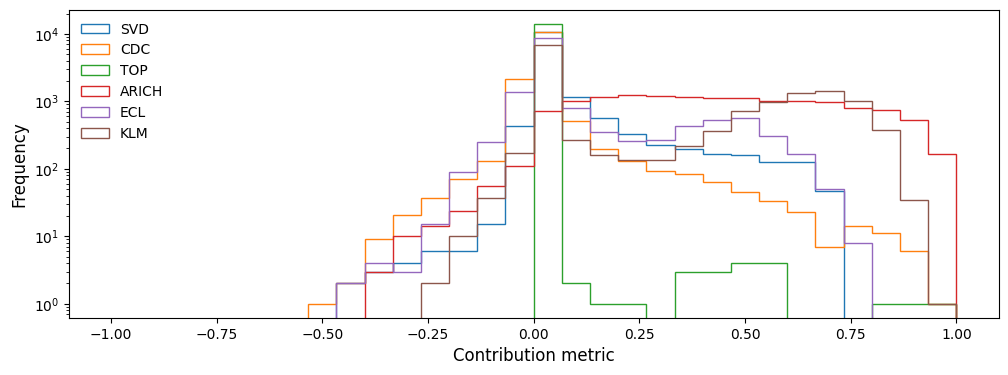 SVD
CDC
TOP
ARICH
ECL
KLM
Frequency
10⁴
10³
10²
10¹
10⁰
−1.00 −0.75 −0.50 −0.25 0.00 0.25 0.50 0.75 1.00
Contribution metric